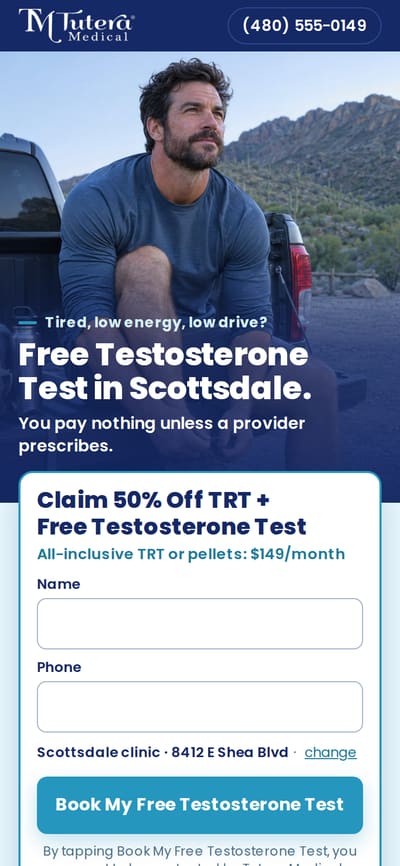 Tutera
Medical
(480) 555-0149
Tired, low energy, low drive?
Free Testosterone
Test in Scottsdale.
You pay nothing unless a provider
prescribes.
Claim 50% Off TRT +
Free Testosterone Test
All-inclusive TRT or pellets: $149/month
Name
Phone
Scottsdale clinic · 8412 E Shea Blvd · change
Book My Free Testosterone Test
By tapping Book My Free Testosterone Test, you